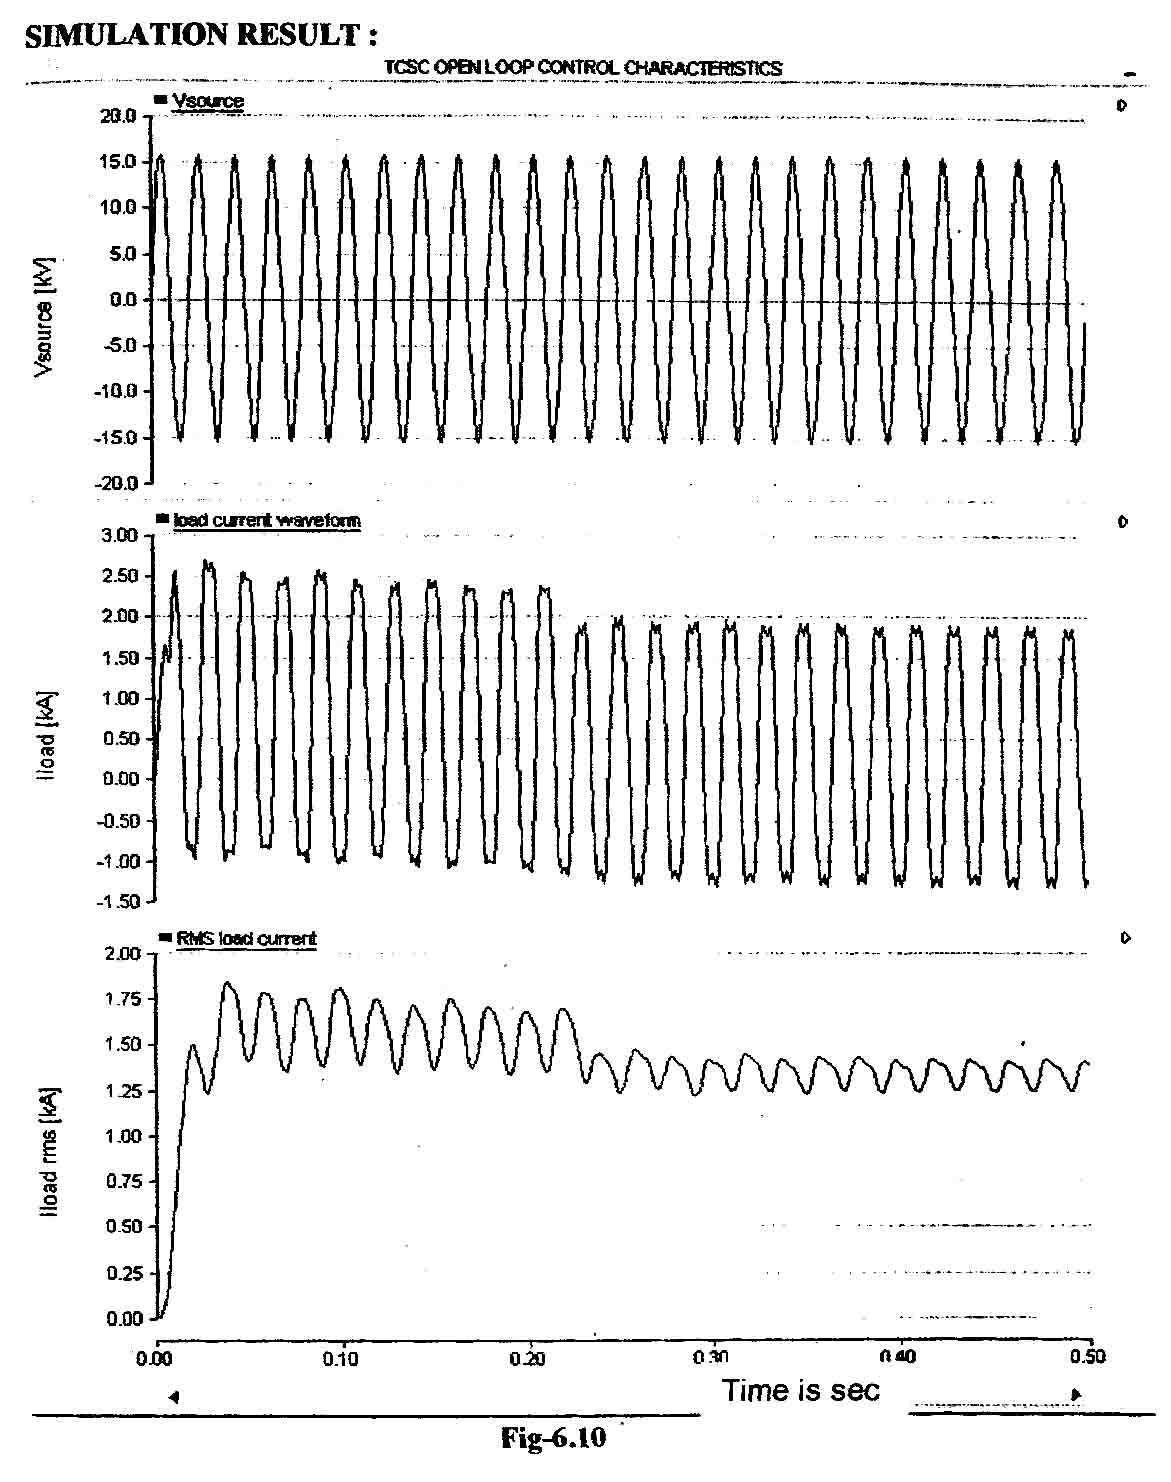 SIMULATION RESULT :
TCSC OPEN LOOP CONTROL CHARACTERISTICS
Vsource
20.0
15.0
10.0
5.0
0.0
-5.0
-10.0
-15.0
-20.0
Vsource [kV]
load current waveform
3.00
2.50
2.00
1.50
1.00
0.50
0.00
-0.50
-1.00
-1.50
Iload [kA]
RMS load current
2.00
1.75
1.50
1.25
1.00
0.75
0.50
0.25
0.00
Iload rms [kA]
0.00 0.10 0.20 0.30 0.40 0.50
Time is sec
Fig-6.10